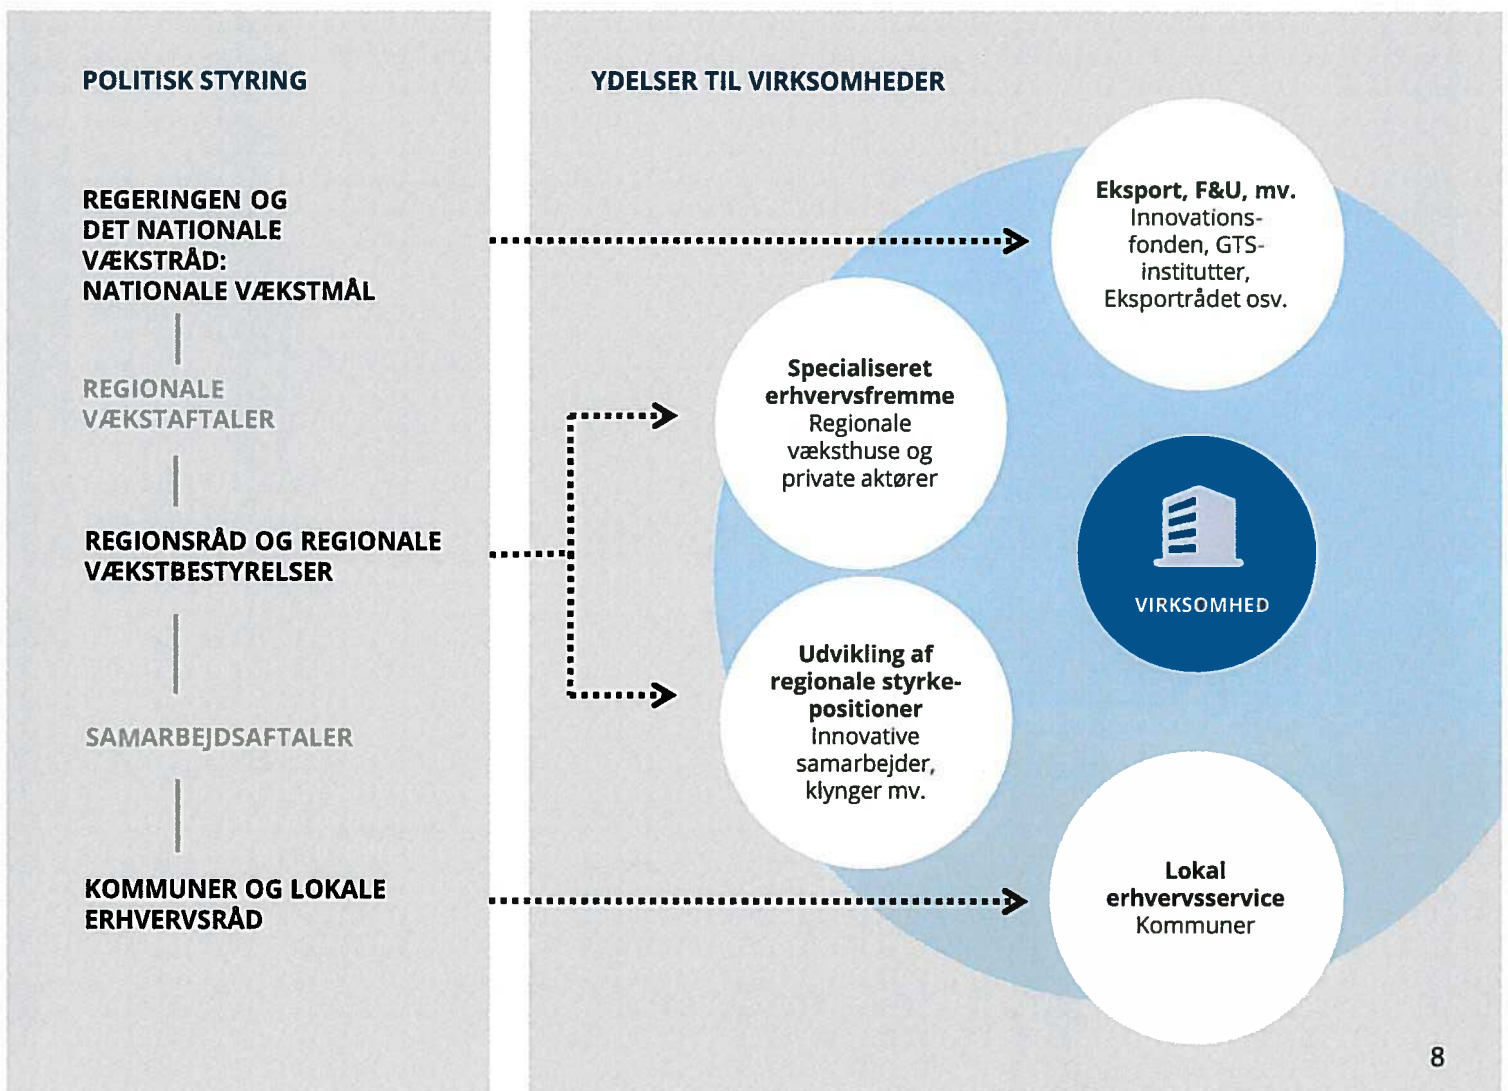 POLITISK STYRING
REGERINGEN OG
DET NATIONALE
VÆKSTRÅD:
NATIONALE VÆKSTMÅL
REGIONALE
VÆKSTAFTALER
REGIONSRÅD OG REGIONALE
VÆKSTBESTYRELSER
SAMARBEJDSAFTALER
KOMMUNER OG LOKALE
ERHVERVSRÅD
YDELSER TIL VIRKSOMHEDER
Eksport, F&U, mv.
Innovations-
fonden, GTS-
institutter,
Eksportrådet osv.
Specialiseret
erhvervsfremme
Regionale
væksthuse og
private aktører
VIRKSOMHED
Udvikling af
regionale styrke-
positioner
Innovative
samarbejder,
klynger mv.
Lokal
erhvervsservice
Kommuner
8